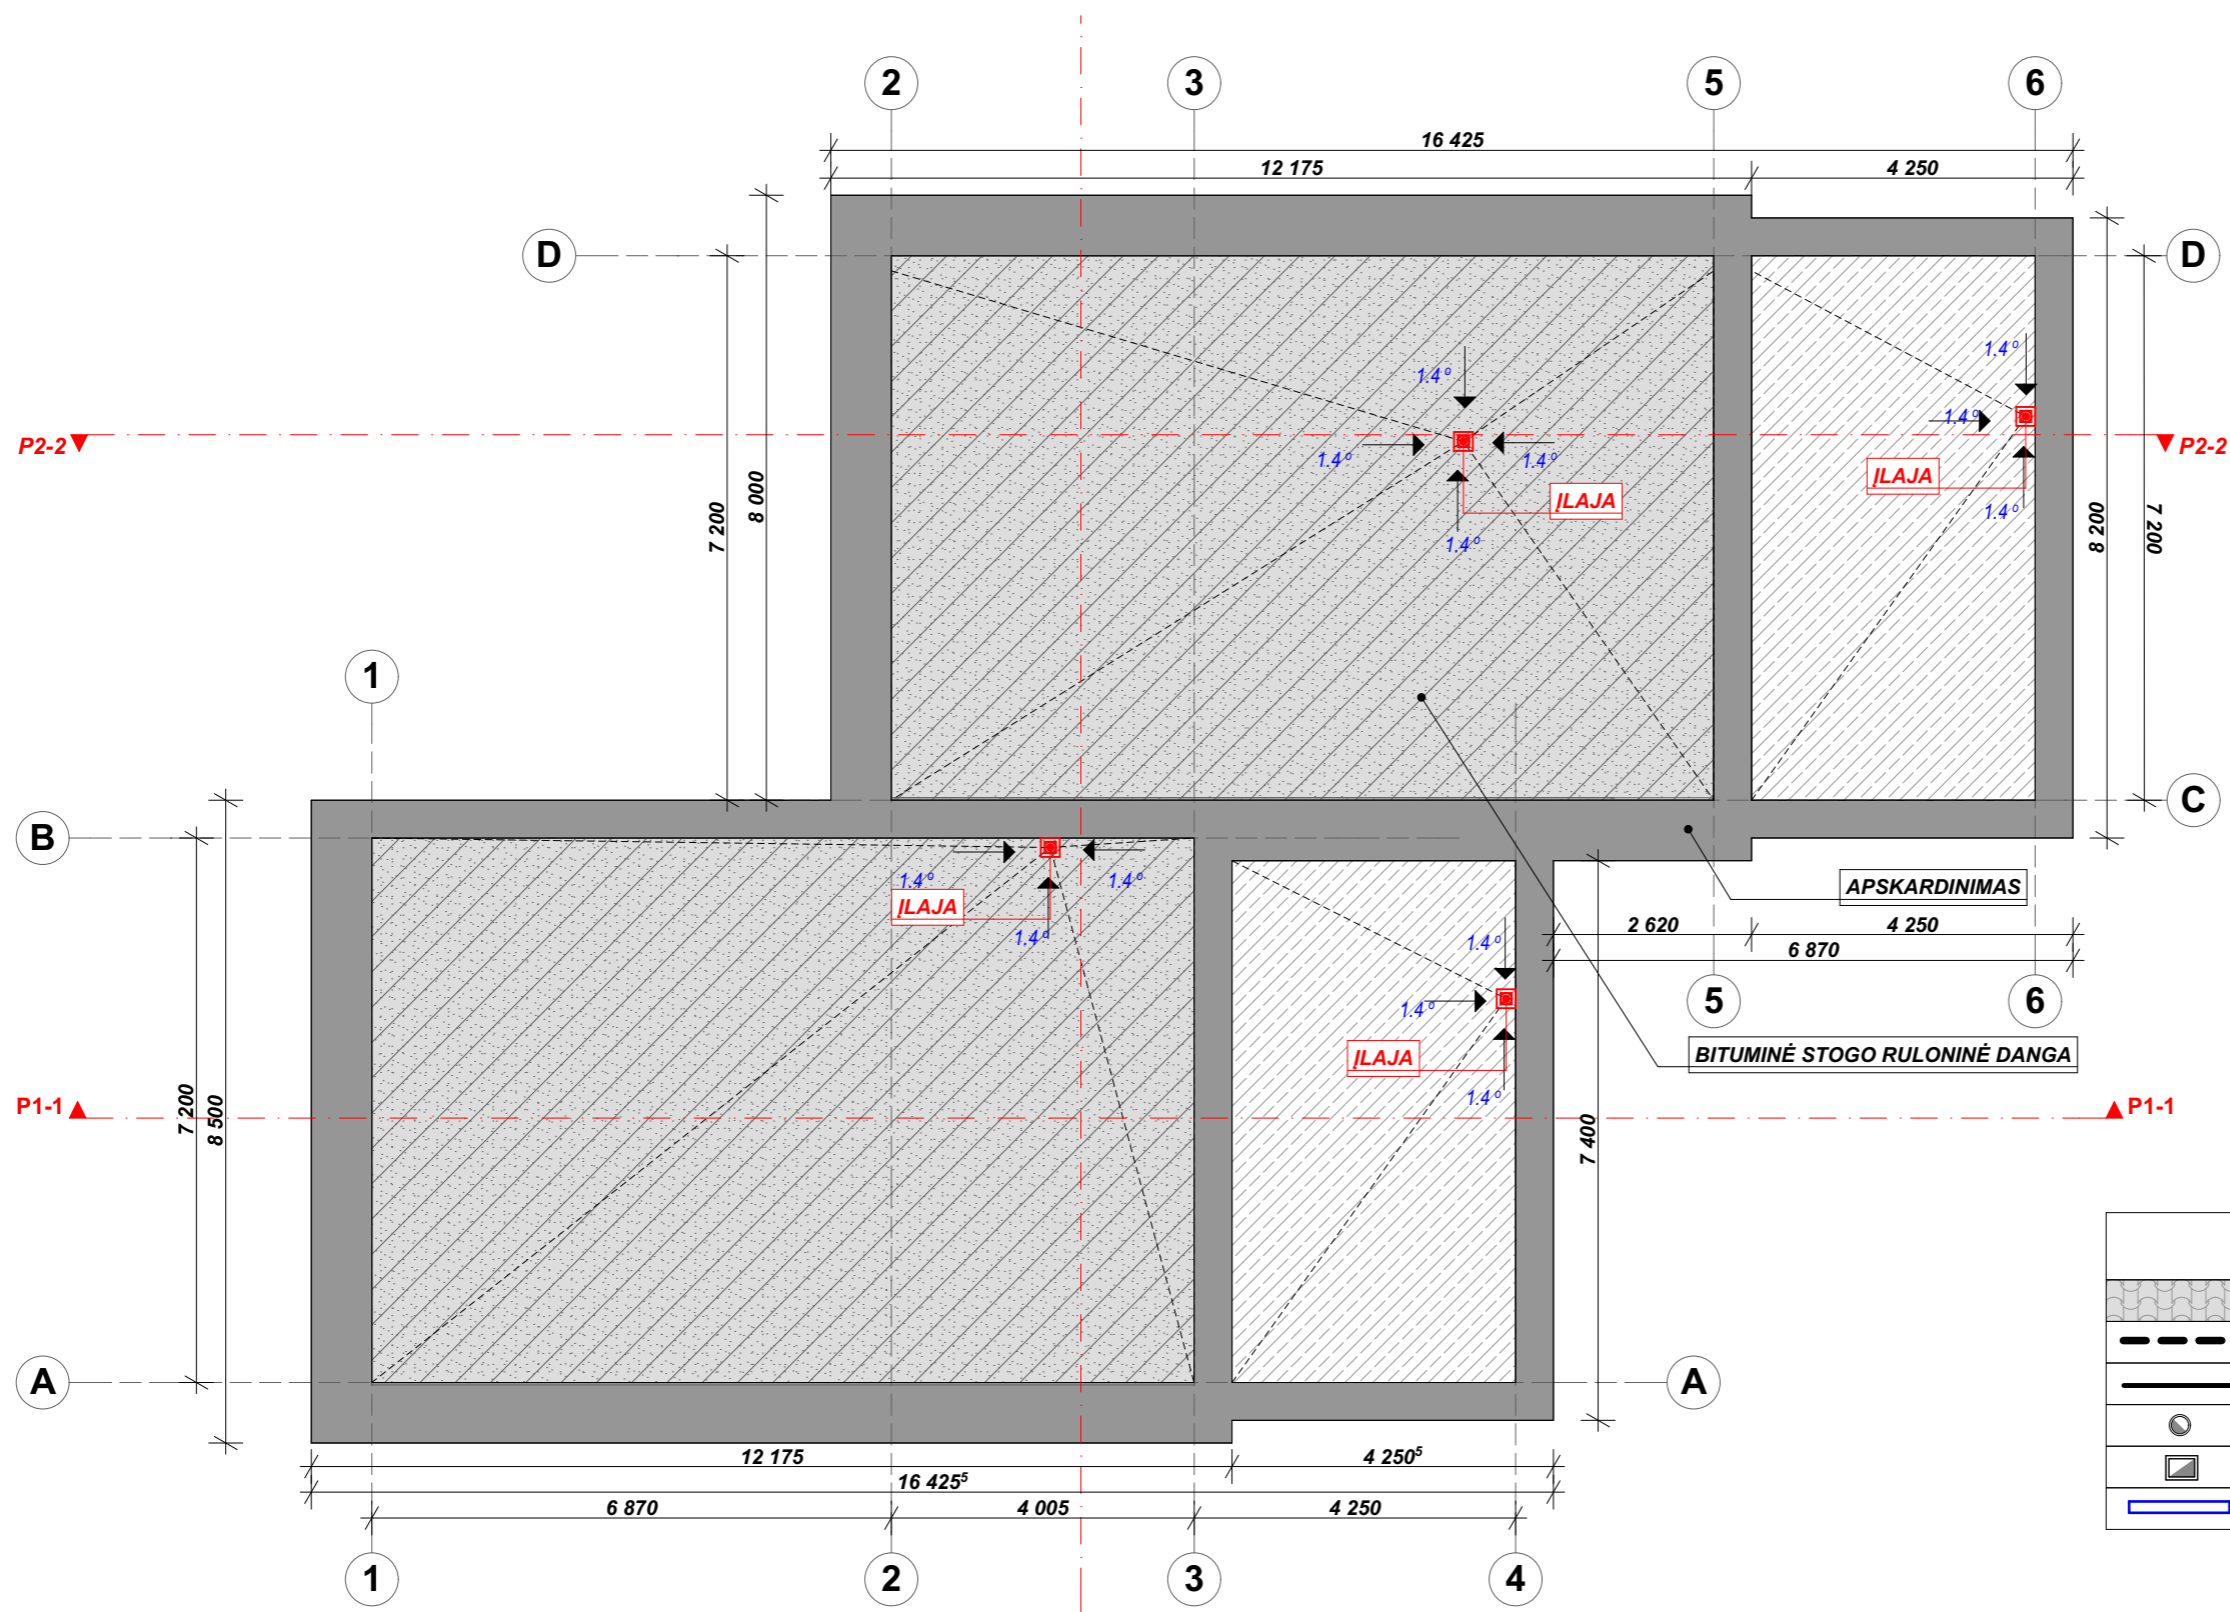 2 3 5 6
16 425
12 175 4 250
D D
1.4° 1.4°
1.4°
P2-2 P2-2
1.4° 1.4°
ĮLAJA
ĮLAJA
7 200 8 000 1.4° 1.4° 8 200 7 200
1
B C
1.4° 1.4°
ĮLAJA
1.4°
APSKARDINIMAS
2 620 4 250
6 870
1.4°
1.4°
5 6
ĮLAJA
BITUMINĖ STOGO RULONINĖ DANGA
1.4°
P1-1 P1-1
7 200 8 500 7 400
A A
12 175 4 250⁵
16 425⁵
6 870 4 005 4 250
1 2 3 4